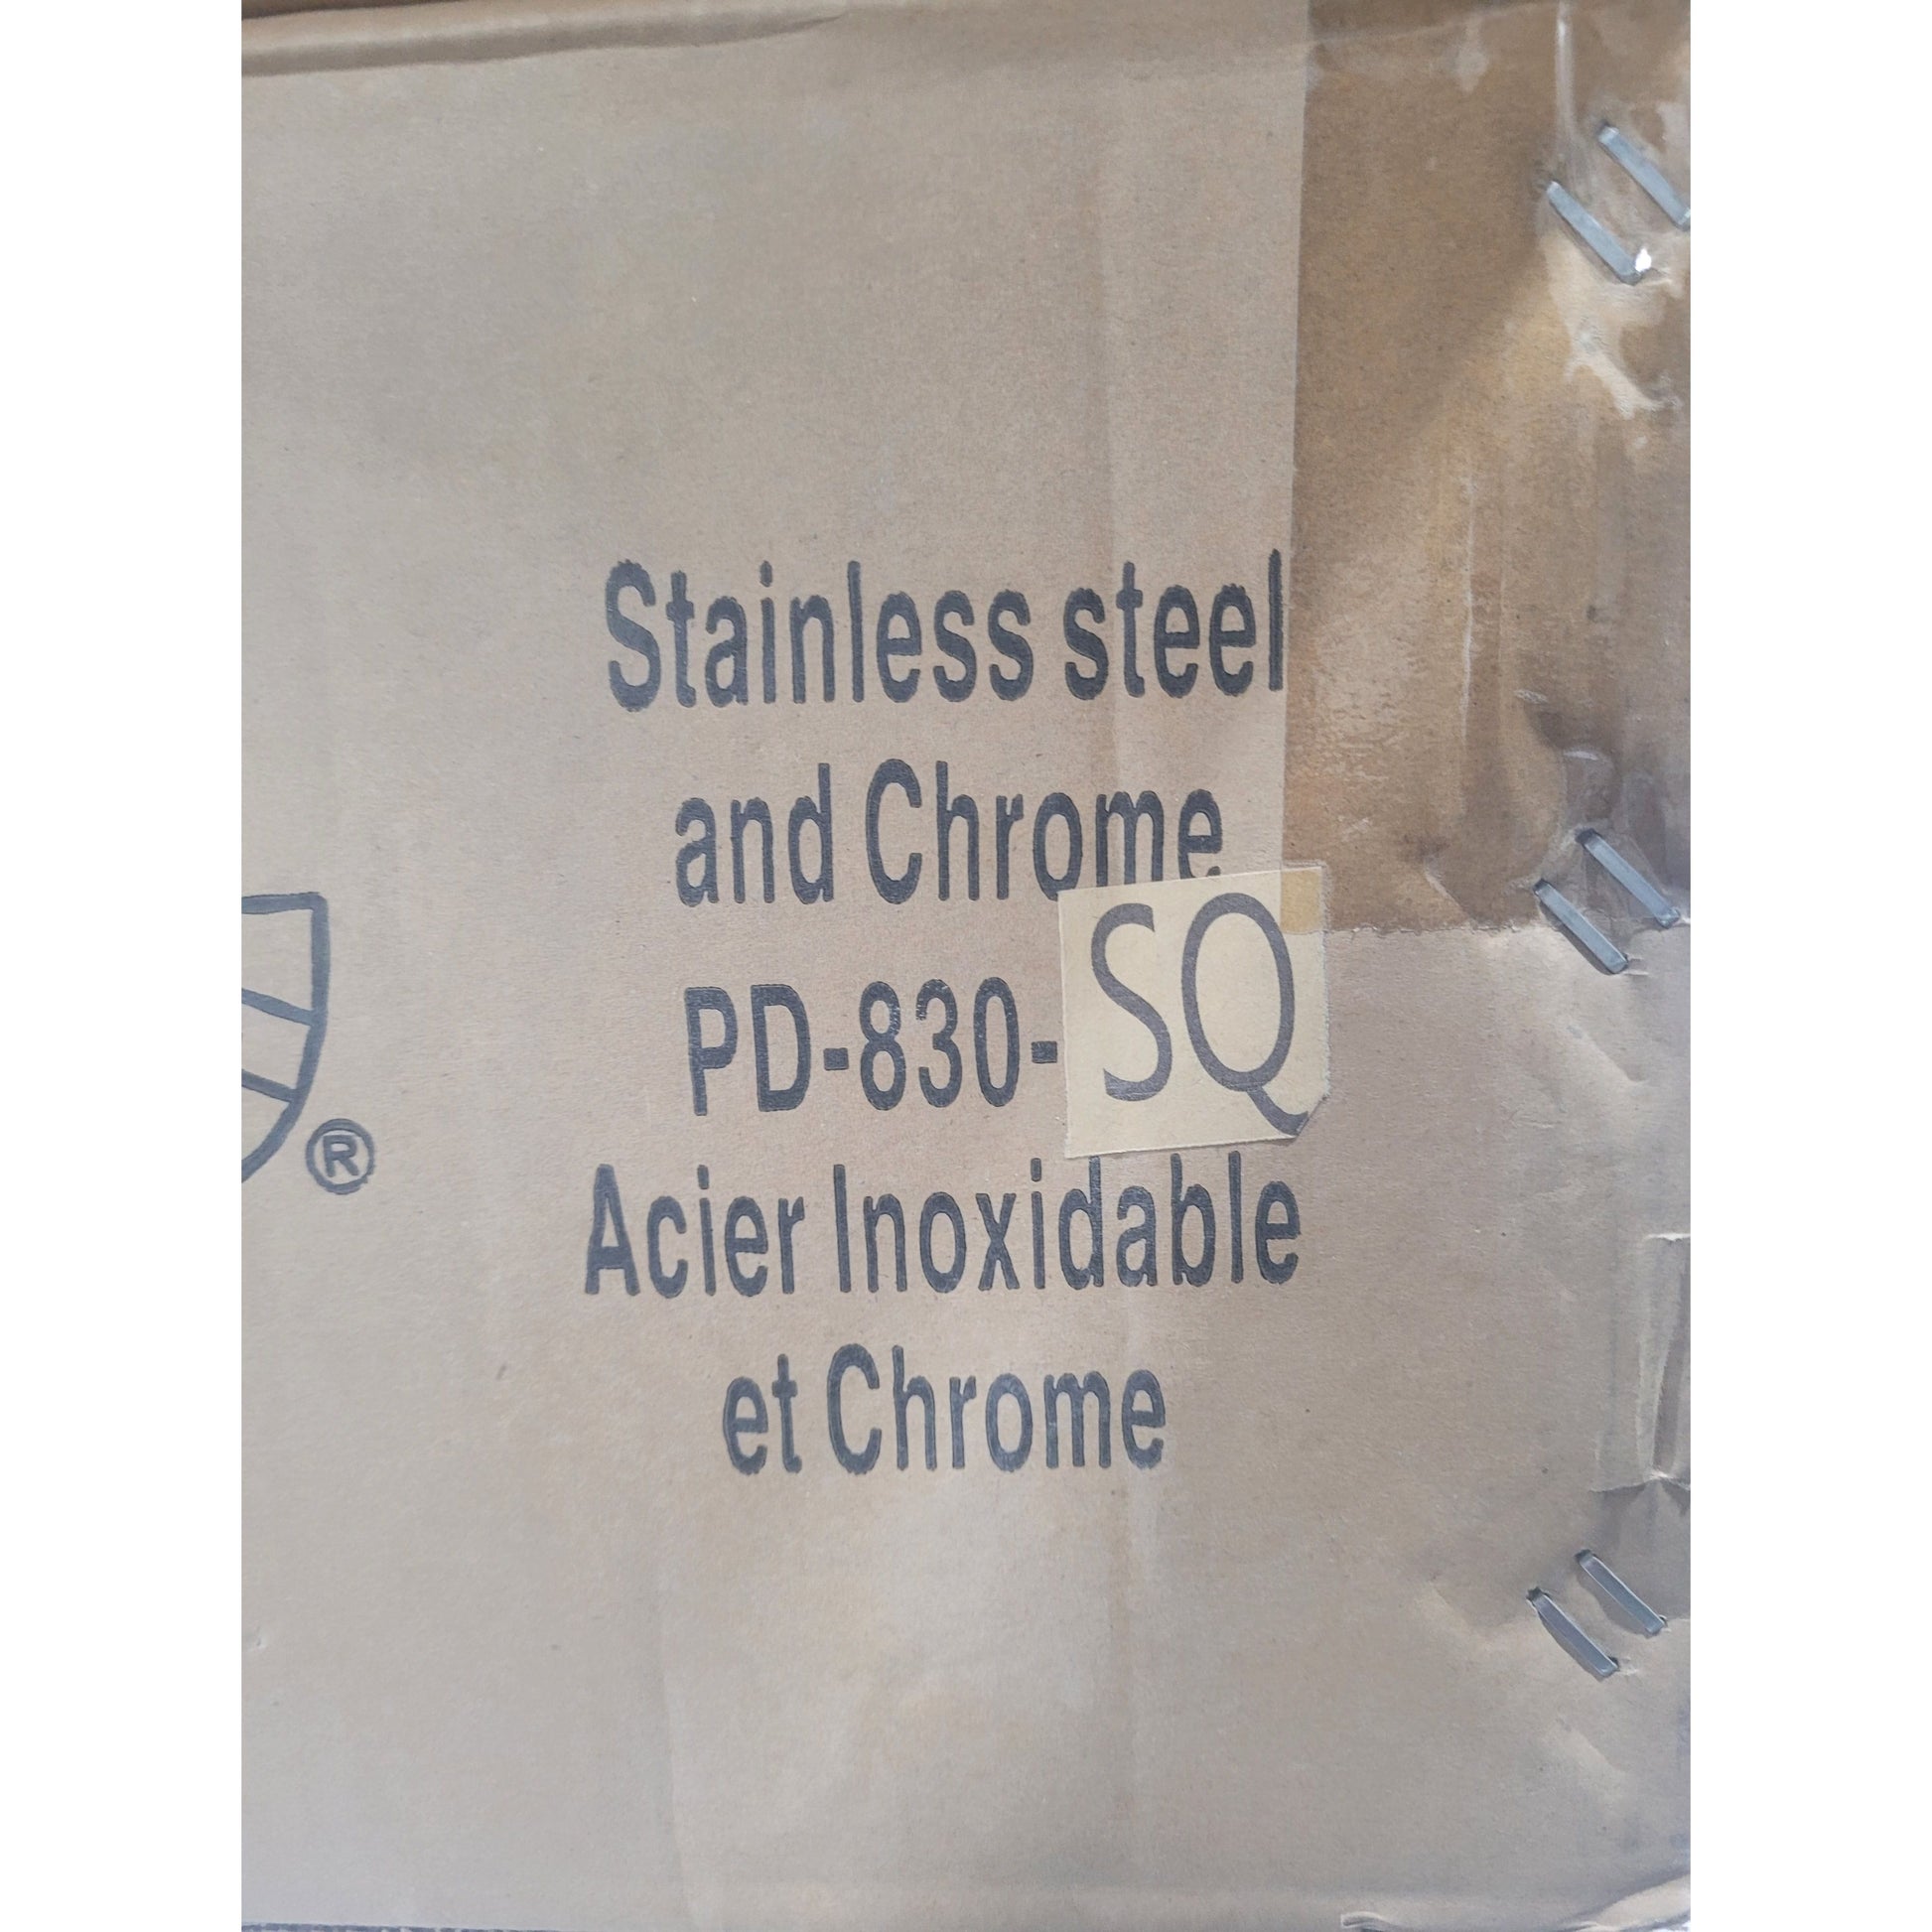 Stainless steel
and Chrome
PD-830-SQ
Acier Inoxidable
et Chrome
®